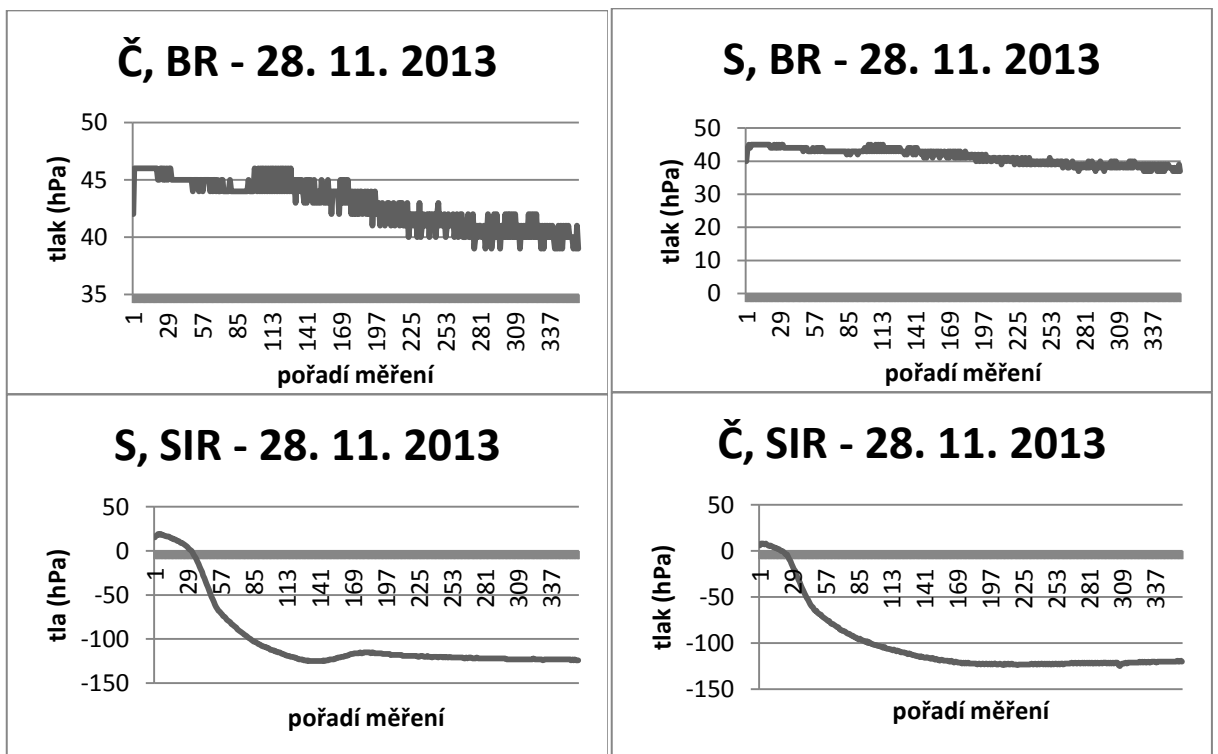 Č, BR - 28. 11. 2013
tlak (hPa)
50
45
40
35
1 29 57 85 113 141 169 197 225 253 281 309 337
pořadí měření
S, BR - 28. 11. 2013
tlak (hPa)
50
40
30
20
10
0
1 29 57 85 113 141 169 197 225 253 281 309 337
pořadí měření
S, SIR - 28. 11. 2013
tla (hPa)
50
0
-50
-100
-150
1 29 57 85 113 141 169 197 225 253 281 309 337
pořadí měření
Č, SIR - 28. 11. 2013
tlak (hPa)
50
0
-50
-100
-150
1 29 57 85 113 141 169 197 225 253 281 309 337
pořadí měření